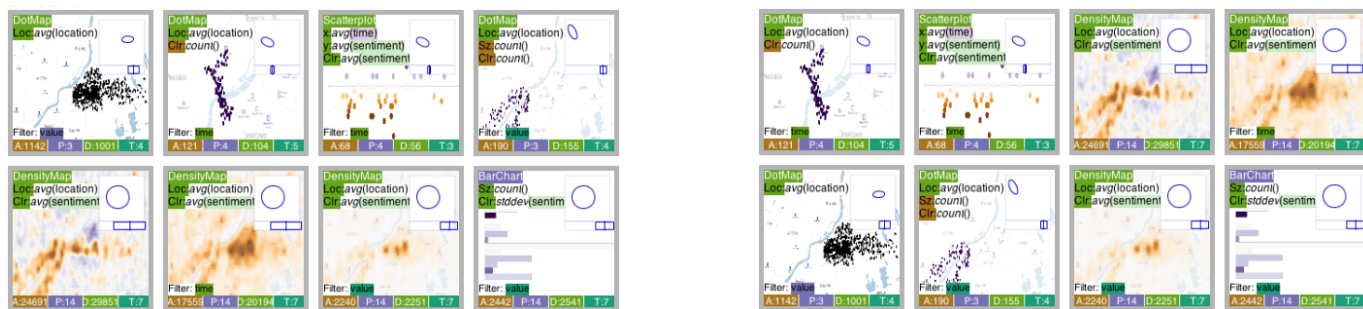 DotMap
Loc:avg(location)
Filter: value
A:1142 P:3 D:1001 T:4
DotMap
Loc:avg(location)
Clr:count()
Filter: time
A:121 P:4 D:104 T:5
Scatterplot
x:avg(time)
y:avg(sentiment)
Clr:avg(sentiment
Filter: time
A:68 P:4 D:56 T:3
DotMap
Loc:avg(location)
Sz:count()
Clr:count()
Filter: value
A:190 P:3 D:155 T:4
DensityMap
Loc:avg(location)
Clr:avg(sentiment
A:24691 P:14 D:29851 T:7
DensityMap
Loc:avg(location)
Clr:avg(sentiment
Filter: time
A:17559 P:14 D:20194 T:7
DensityMap
Loc:avg(location)
Clr:avg(sentiment
Filter: value
A:2240 P:14 D:2251 T:7
BarChart
Sz:count()
Clr:stddev(sentim
Filter: value
A:2442 P:14 D:2541 T:7
DotMap
Loc:avg(location)
Clr:count()
Filter: time
A:121 P:4 D:104 T:5
Scatterplot
x:avg(time)
y:avg(sentiment)
Clr:avg(sentiment
Filter: time
A:68 P:4 D:56 T:3
DensityMap
Loc:avg(location)
Clr:avg(sentiment
A:24691 P:14 D:29851 T:7
DensityMap
Loc:avg(location)
Clr:avg(sentiment
Filter: time
A:17559 P:14 D:20194 T:7
DotMap
Loc:avg(location)
Filter: value
A:1142 P:3 D:1001 T:4
DotMap
Loc:avg(location)
Sz:count()
Clr:count()
Filter: value
A:190 P:3 D:155 T:4
DensityMap
Loc:avg(location)
Clr:avg(sentiment
Filter: value
A:2240 P:14 D:2251 T:7
BarChart
Sz:count()
Clr:stddev(sentim
Filter: value
A:2442 P:14 D:2541 T:7